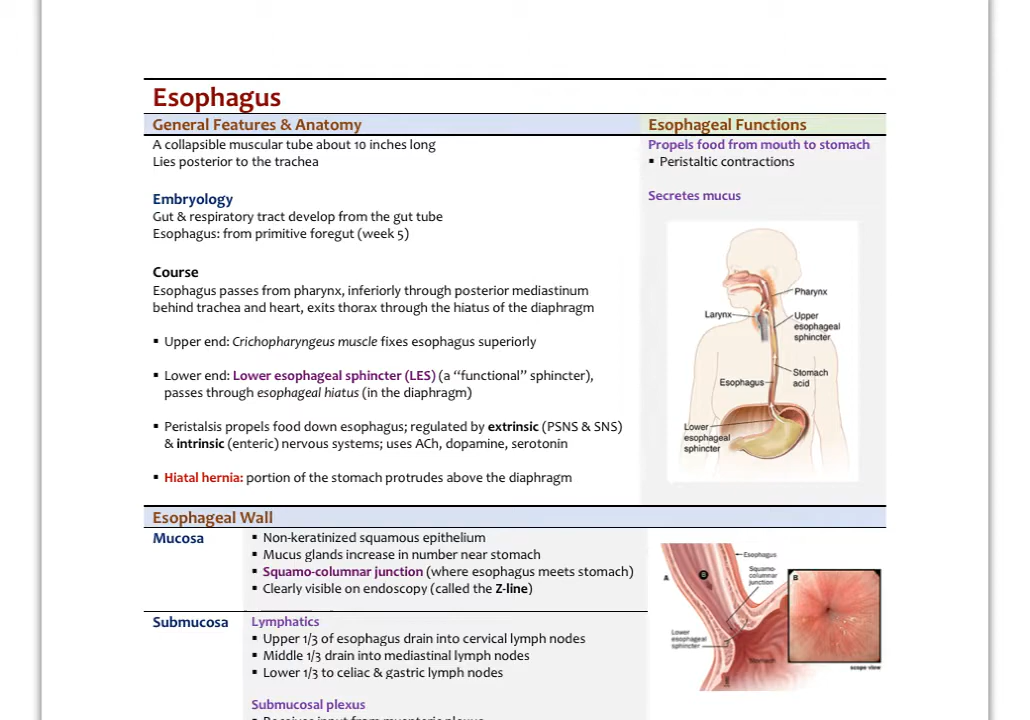 Esophagus
General Features & Anatomy
A collapsible muscular tube about 10 inches long
Lies posterior to the trachea
Embryology
Gut & respiratory tract develop from the gut tube
Esophagus: from primitive foregut (week 5)
Course
Esophagus passes from pharynx, inferiorly through posterior mediastinum
behind trachea and heart, exits thorax through the hiatus of the diaphragm
▪ Upper end: Crichopharyngeus muscle fixes esophagus superiorly
▪ Lower end: Lower esophageal sphincter (LES) (a “functional” sphincter),
passes through esophageal hiatus (in the diaphragm)
▪ Peristalsis propels food down esophagus; regulated by extrinsic (PSNS & SNS)
& intrinsic (enteric) nervous systems; uses ACh, dopamine, serotonin
▪ Hiatal hernia: portion of the stomach protrudes above the diaphragm
Esophageal Functions
Propels food from mouth to stomach
▪ Peristaltic contractions
Secretes mucus
Pharynx
Larynx
Upper
esophageal
sphincter
Stomach
acid
Esophagus
Lower
esophageal
sphincter
Esophageal Wall
Mucosa
▪ Non-keratinized squamous epithelium
▪ Mucus glands increase in number near stomach
▪ Squamo-columnar junction (where esophagus meets stomach)
▪ Clearly visible on endoscopy (called the Z-line)
Submucosa
Lymphatics
▪ Upper 1/3 of esophagus drain into cervical lymph nodes
▪ Middle 1/3 drain into mediastinal lymph nodes
▪ Lower 1/3 to celiac & gastric lymph nodes
Submucosal plexus
▪ Receives input from myenteric plexus
Esophagus
Squamo-
columnar
junction
A
B
B
Lower
esophageal
sphincter
Stomach
scope view